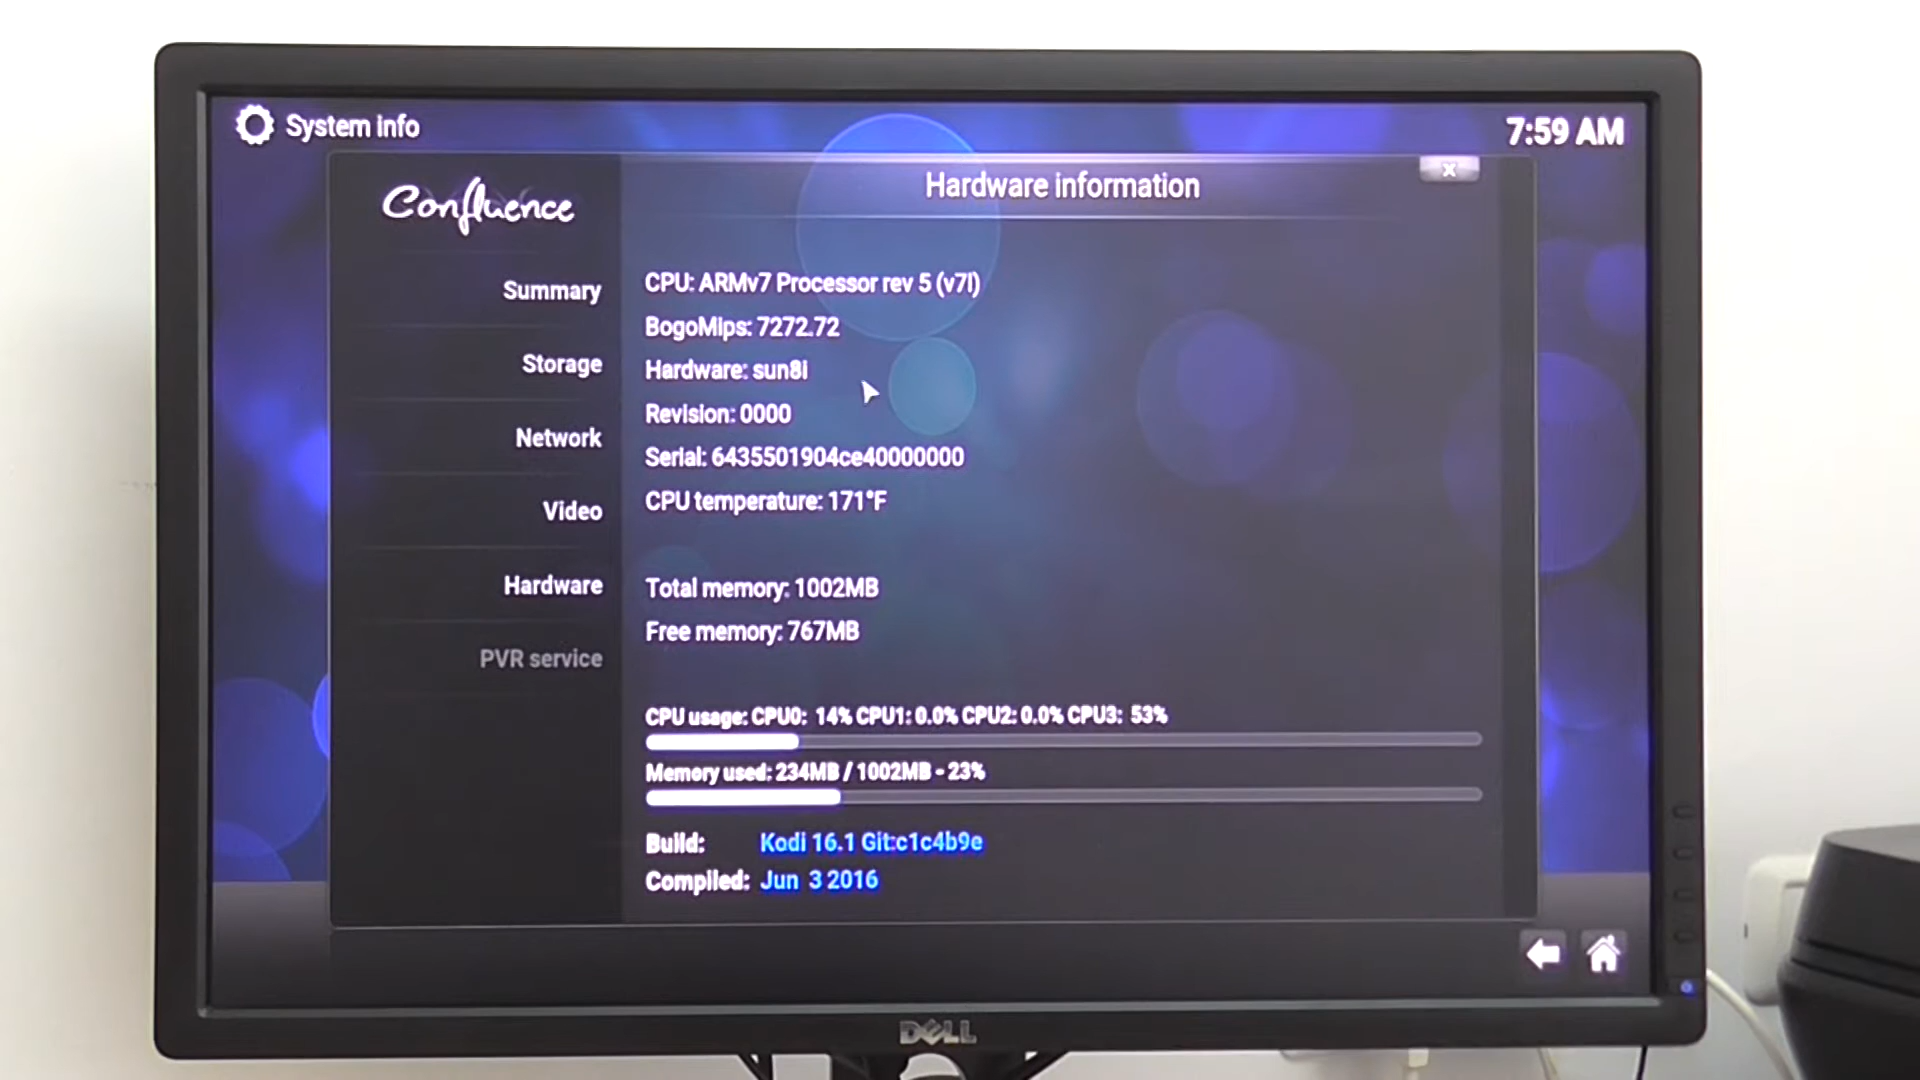 System info
7:59 AM
Confluence
Hardware information
Summary
Storage
Network
Video
Hardware
PVR service
CPU: ARMv7 Processor rev 5 (v7l)
BogoMips: 7272.72
Hardware: sun8i
Revision: 0000
Serial: 6435501904ce40000000
CPU temperature: 171°F
Total memory: 1002MB
Free memory: 767MB
CPU usage: CPU0: 14% CPU1: 0.0% CPU2: 0.0% CPU3: 53%
Memory used: 234MB / 1002MB - 23%
Build: Kodi 16.1 Git:c1c4b9e
Compiled: Jun 3 2016
DELL